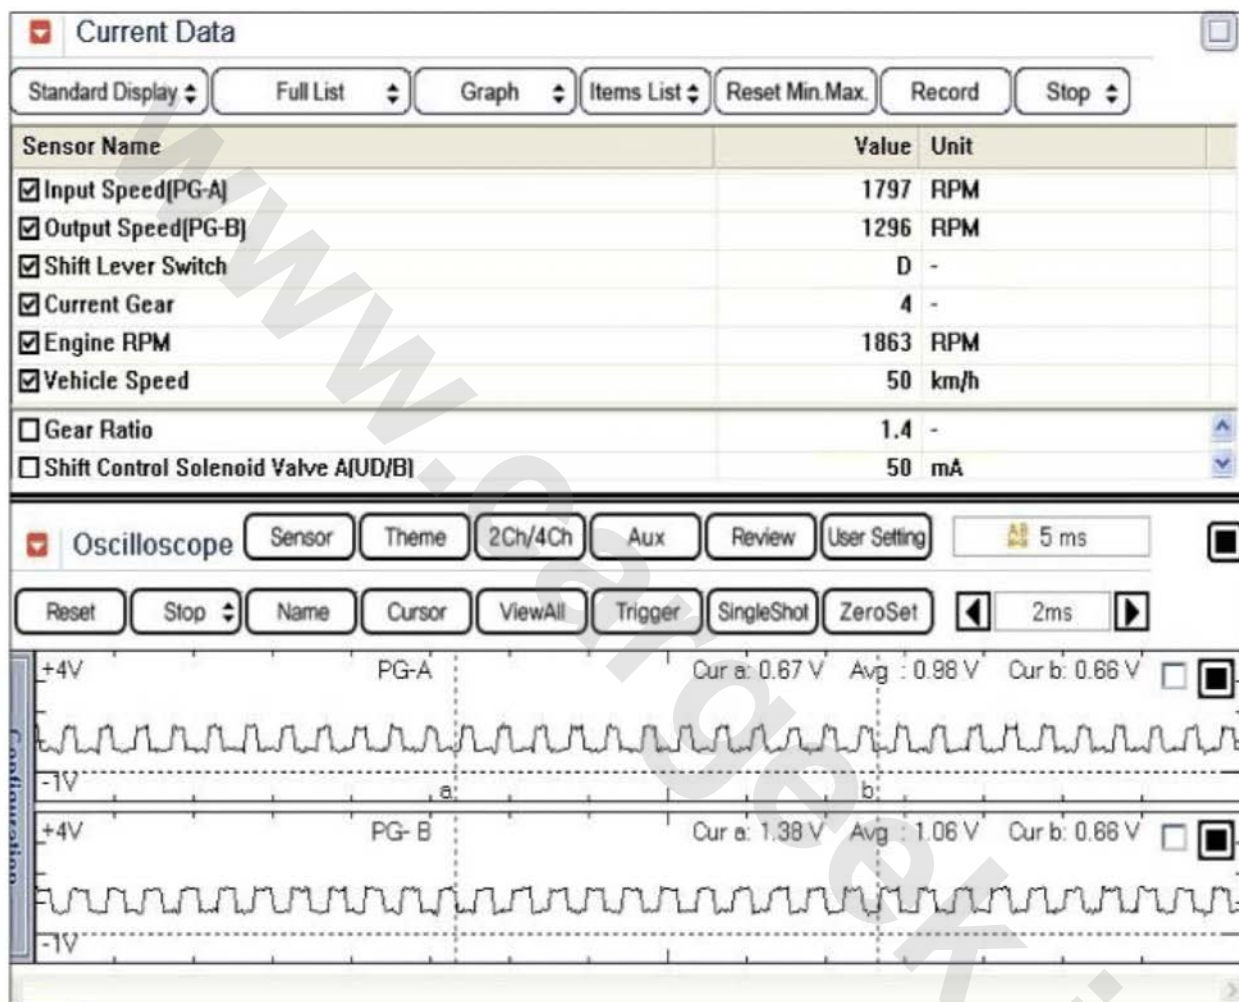 Current Data
Standard Display Full List Graph Items List Reset Min.Max. Record Stop
Sensor Name Value Unit
Input Speed(PG-A) 1797 RPM
Output Speed(PG-B) 1296 RPM
Shift Lever Switch D -
Current Gear 4 -
Engine RPM 1863 RPM
Vehicle Speed 50 km/h
Gear Ratio 1.4 -
Shift Control Solenoid Valve A(UD/B) 50 mA
Oscilloscope Sensor Theme 2Ch/4Ch Aux Review User Setting 5 ms
Reset Stop Name Cursor ViewAll Trigger SingleShot ZeroSet 2ms
Configuration
+4V PG-A Cur a: 0.67 V Avg : 0.98 V Cur b: 0.66 V
-1V a b
+4V PG- B Cur a: 1.38 V Avg : 1.06 V Cur b: 0.66 V
-1V